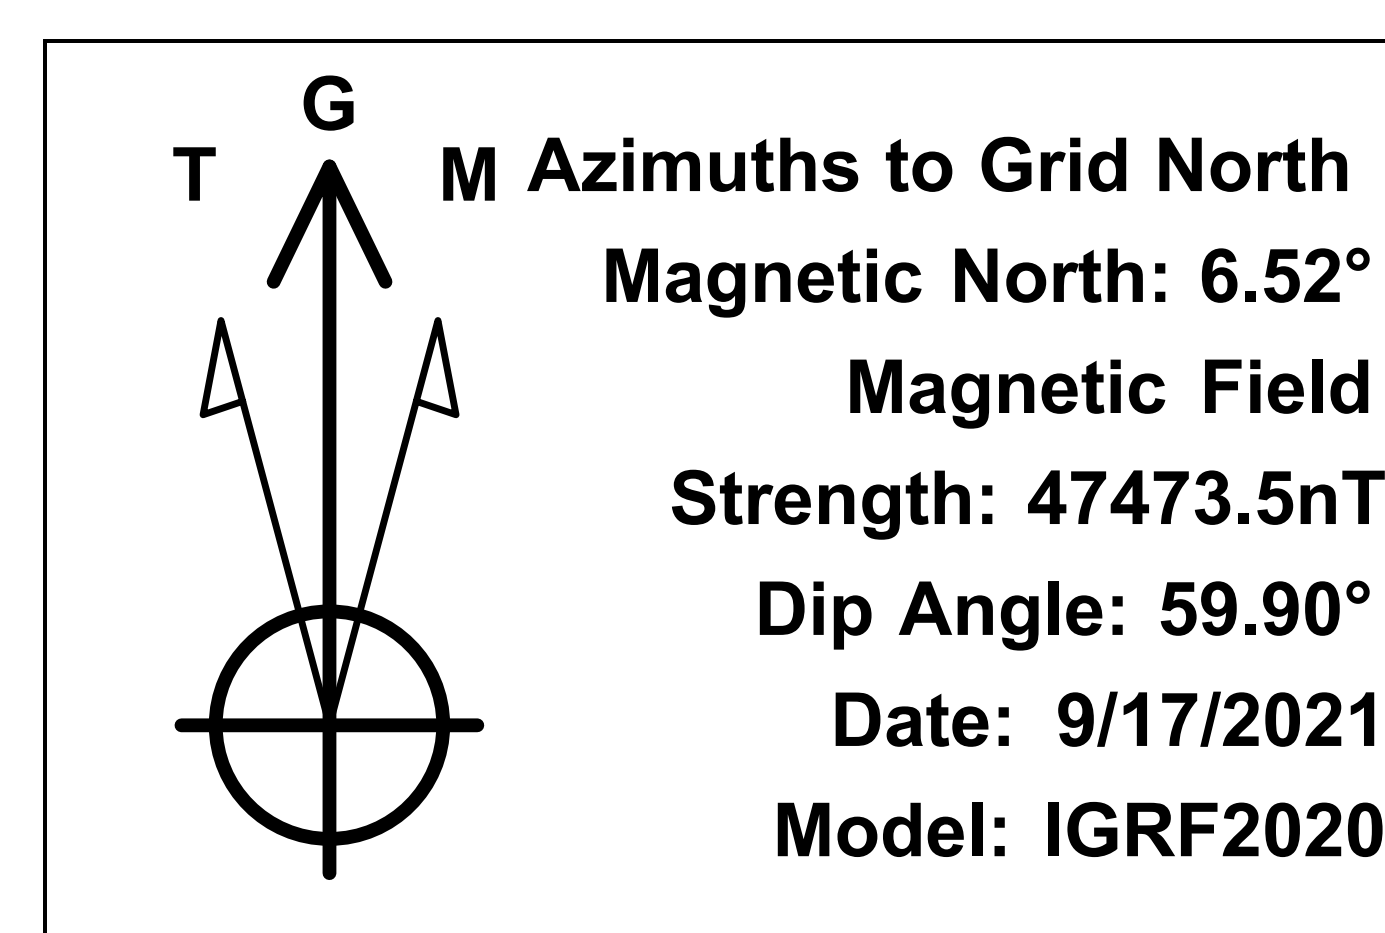 G
T
M
Azimuths to Grid North
Magnetic North: 6.52°
Magnetic Field
Strength: 47473.5nT
Dip Angle: 59.90°
Date: 9/17/2021
Model: IGRF2020